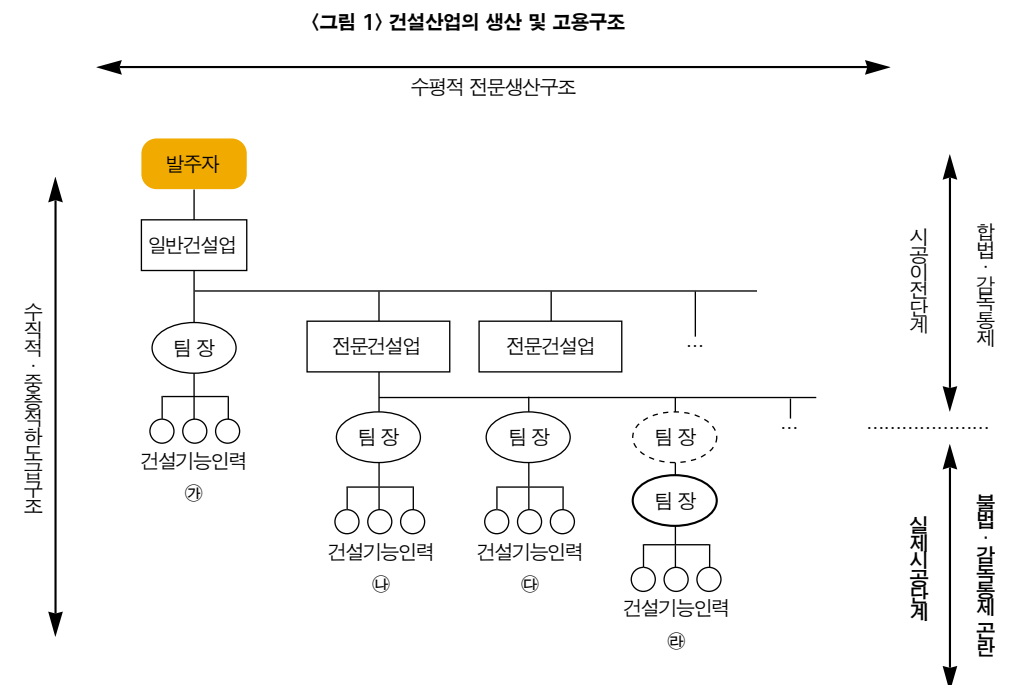 〈그림 1〉 건설산업의 생산 및 고용구조
수평적 전문생산구조
발주자
일반건설업
팀 장
전문건설업
전문건설업
...
건설기능인력
㉮
팀 장
팀 장
팀 장
...
팀 장
건설기능인력
㉯
건설기능인력
㉰
건설기능인력
㉱
수직적 · 중층적하도급구조
시공이전단계
합법 · 감독통제
실제시공단계
불법 · 감독통제 곤란